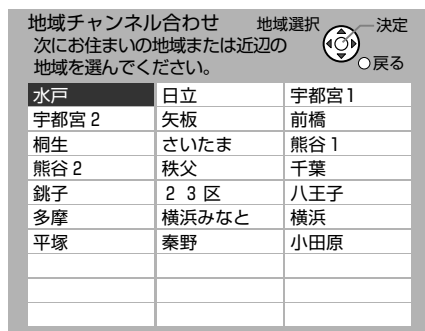 地域チャンネル合わせ 地域選択 決定
次にお住まいの地域または近辺の
地域を選んでください。 戻る
水戸 日立 宇都宮1
宇都宮2 矢板 前橋
桐生 さいたま 熊谷1
熊谷2 秩父 千葉
銚子 23区 八王子
多摩 横浜みなと 横浜
平塚 秦野 小田原